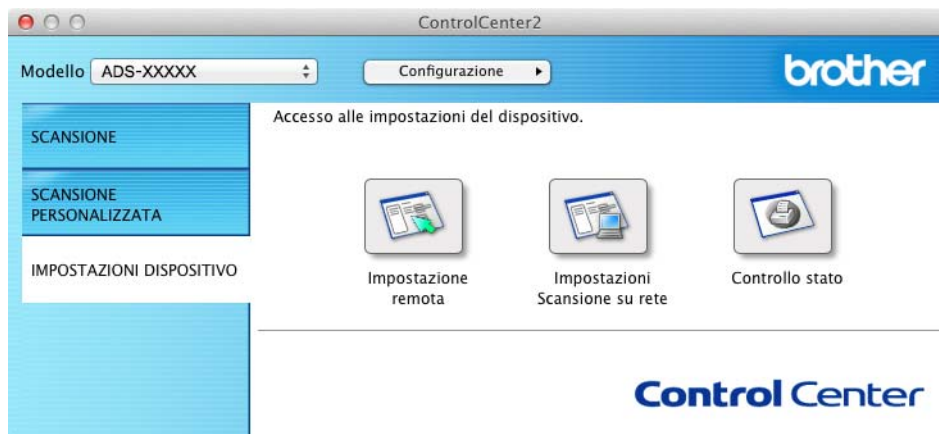 ControlCenter2
Modello ADS-XXXXX Configurazione
brother
SCANSIONE
SCANSIONE
PERSONALIZZATA
IMPOSTAZIONI DISPOSITIVO
Accesso alle impostazioni del dispositivo.
Impostazione
remota
Impostazioni
Scansione su rete
Controllo stato
Control Center